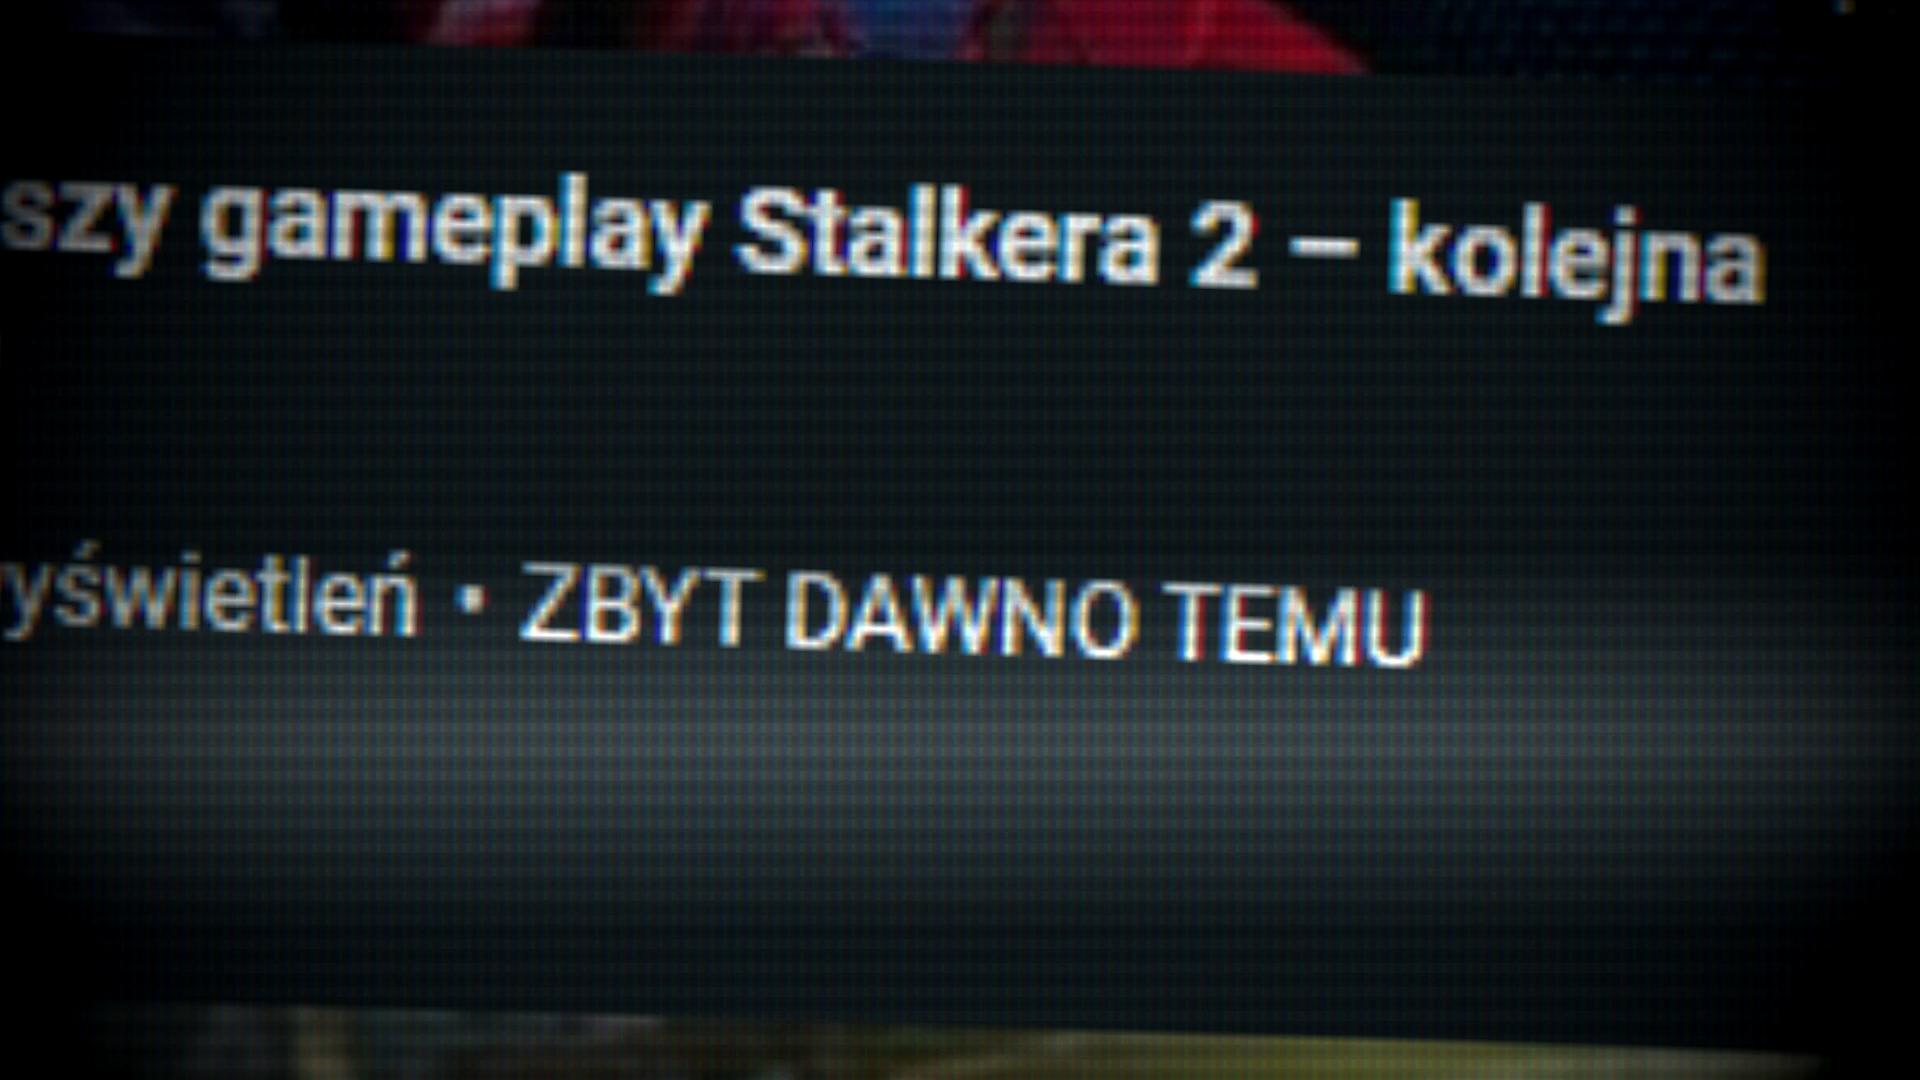 szy gameplay Stalkera 2 – kolejna
yświetleń • ZBYT DAWNO TEMU